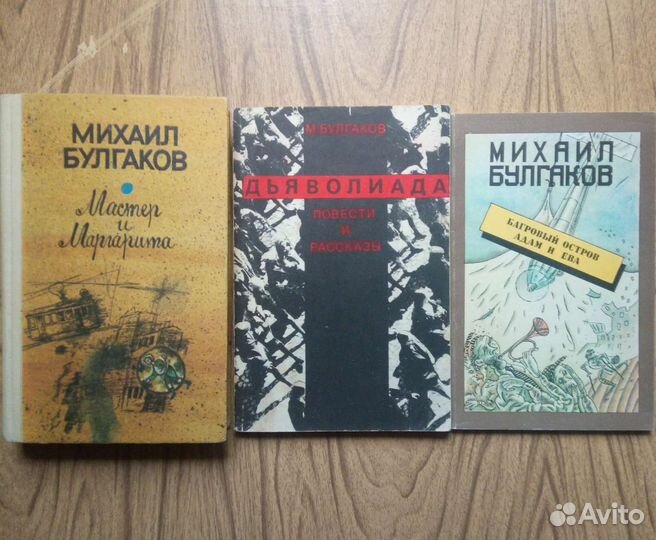 МИХАИЛ
БУЛГАКОВ
Мастер
и
Маргарита
М.БУЛГАКОВ
ДЬЯВОЛИАДА
ПОВЕСТИ
И
РАССКАЗЫ
МИХАИЛ
БУЛГАКОВ
БАГРОВЫЙ ОСТРОВ
АДАМ И ЕВА
Avito